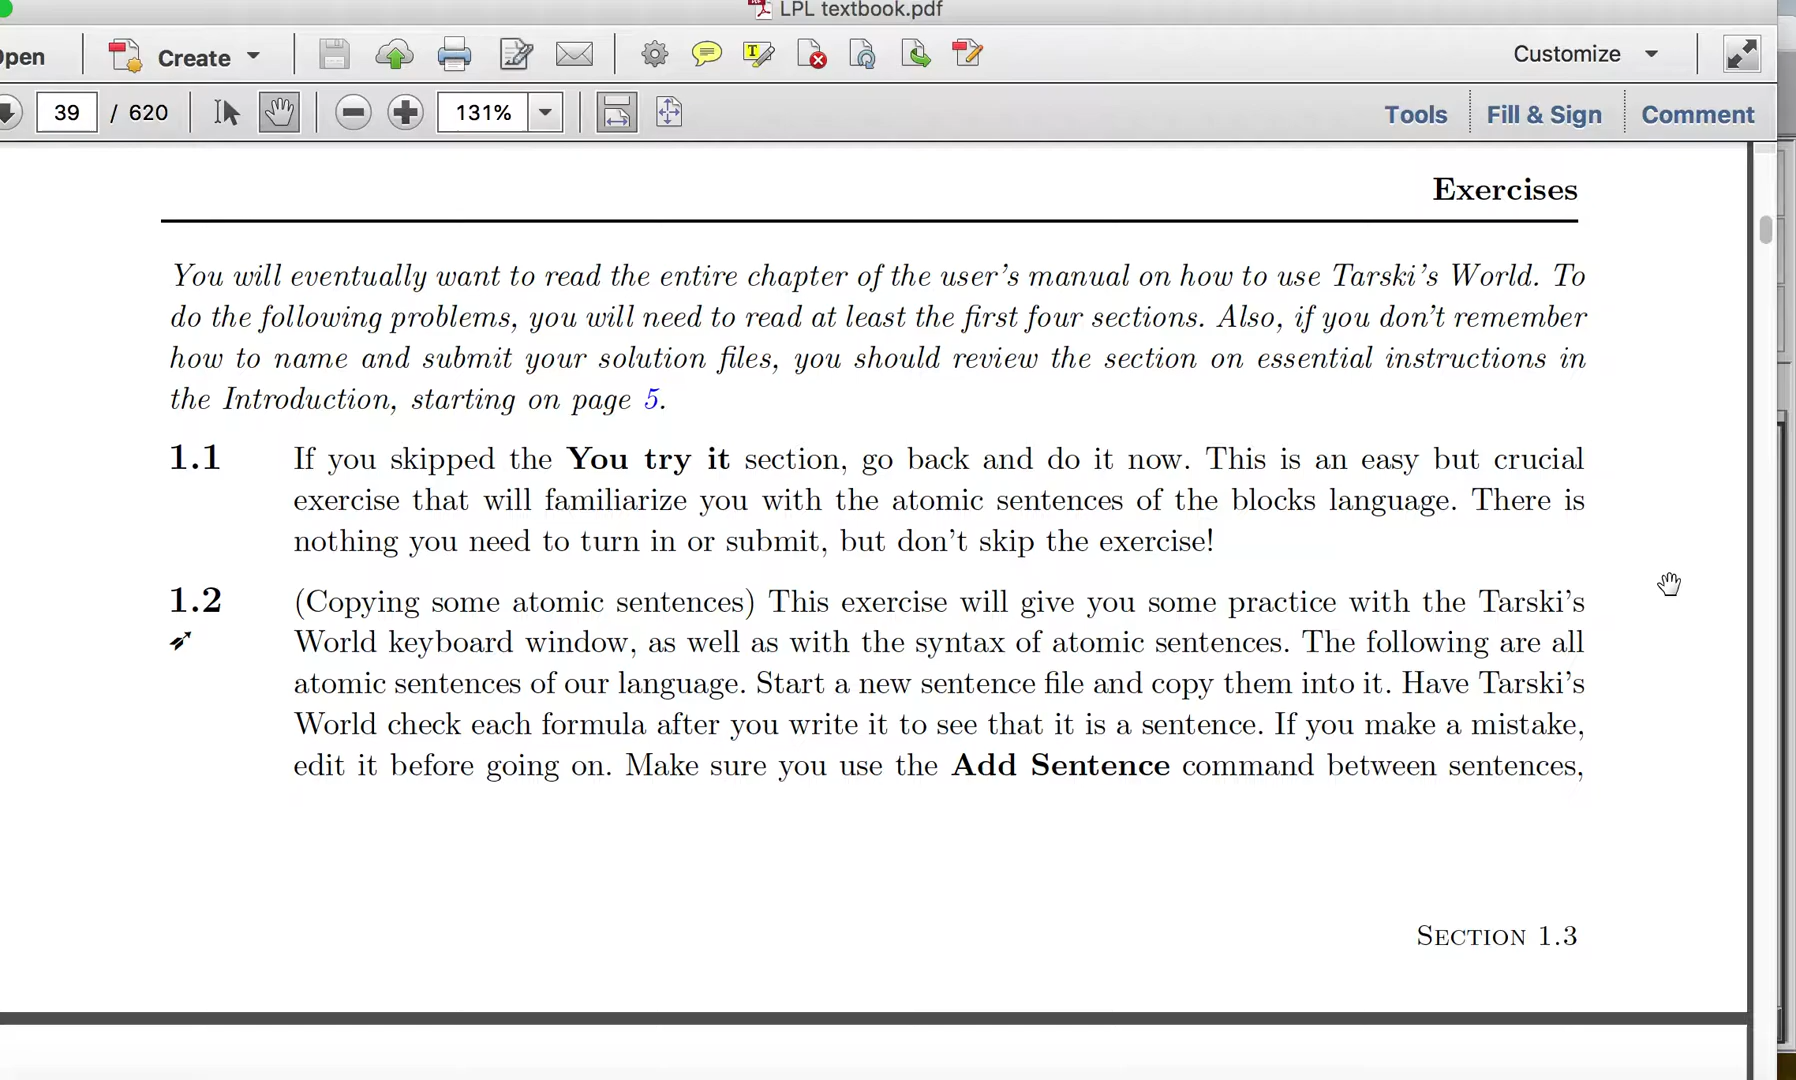 LPL textbook.pdf
Open Create Customize
39 / 620 131% Tools Fill & Sign Comment
Exercises
You will eventually want to read the entire chapter of the user's manual on how to use Tarski's World. To
do the following problems, you will need to read at least the first four sections. Also, if you don't remember
how to name and submit your solution files, you should review the section on essential instructions in
the Introduction, starting on page 5.
1.1 If you skipped the You try it section, go back and do it now. This is an easy but crucial
exercise that will familiarize you with the atomic sentences of the blocks language. There is
nothing you need to turn in or submit, but don't skip the exercise!
1.2 (Copying some atomic sentences) This exercise will give you some practice with the Tarski's
World keyboard window, as well as with the syntax of atomic sentences. The following are all
atomic sentences of our language. Start a new sentence file and copy them into it. Have Tarski's
World check each formula after you write it to see that it is a sentence. If you make a mistake,
edit it before going on. Make sure you use the Add Sentence command between sentences,
Section 1.3